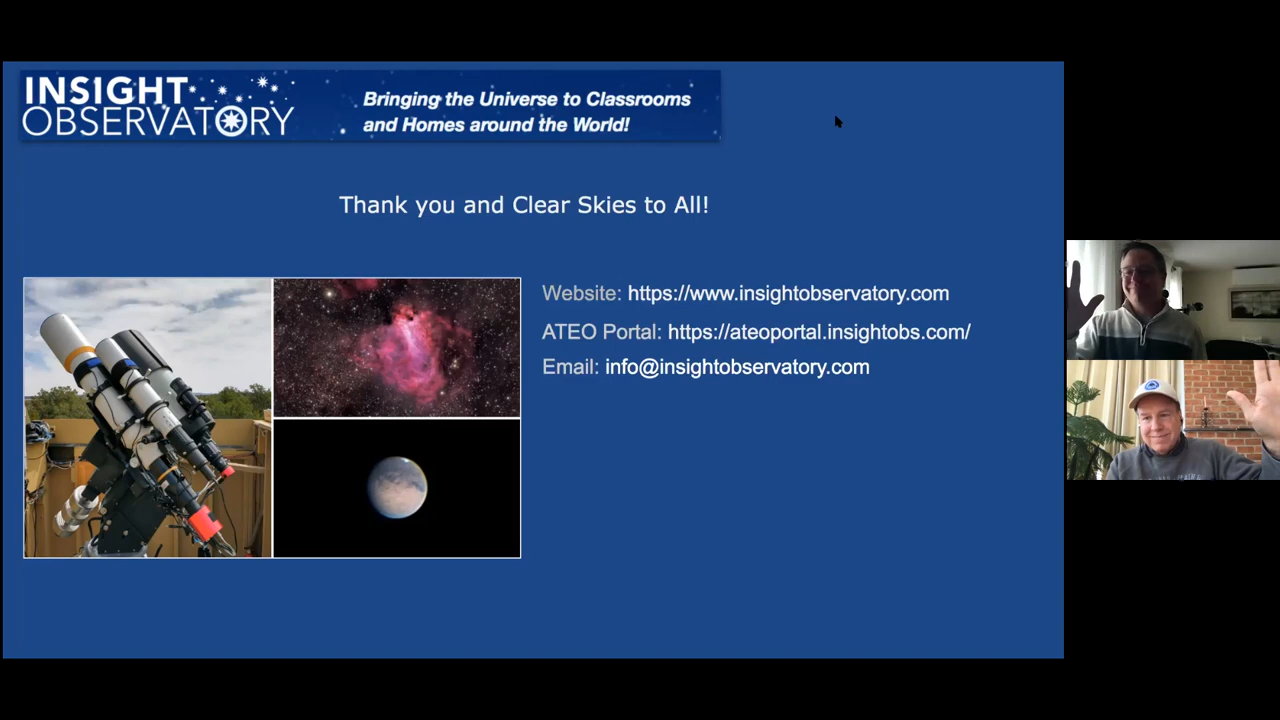 INSIGHT
OBSERVATORY
Bringing the Universe to Classrooms
and Homes around the World!
Thank you and Clear Skies to All!
Website: https://www.insightobservatory.com
ATEO Portal: https://ateoportal.insightobs.com/
Email: info@insightobservatory.com